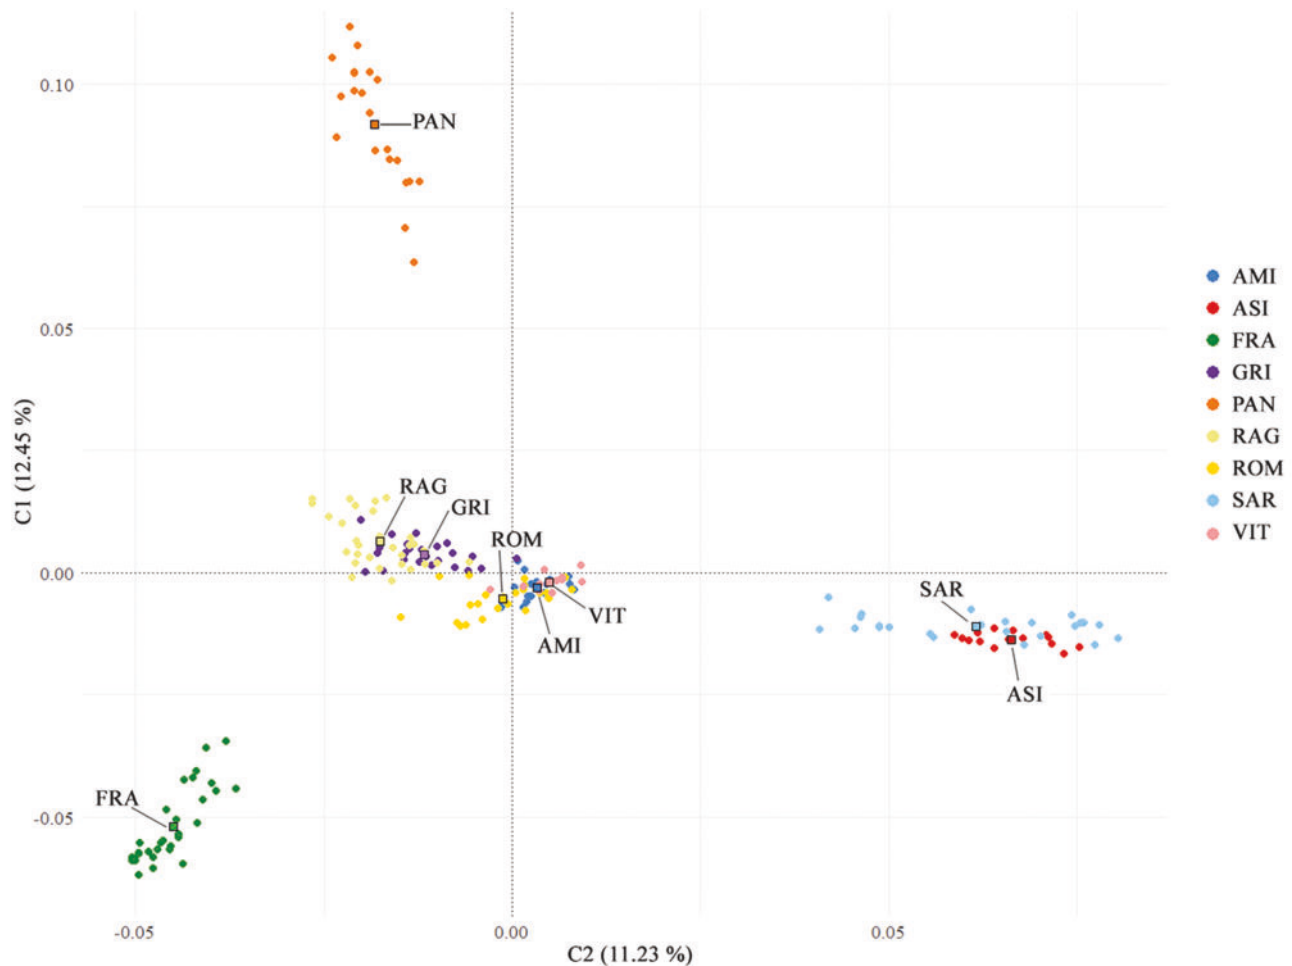 0.10
0.05
0.00
-0.05
C1 (12.45 %)
PAN
RAG
GRI
ROM
VIT
AMI
SAR
ASI
FRA
-0.05
0.00
0.05
C2 (11.23 %)
AMI
ASI
FRA
GRI
PAN
RAG
ROM
SAR
VIT